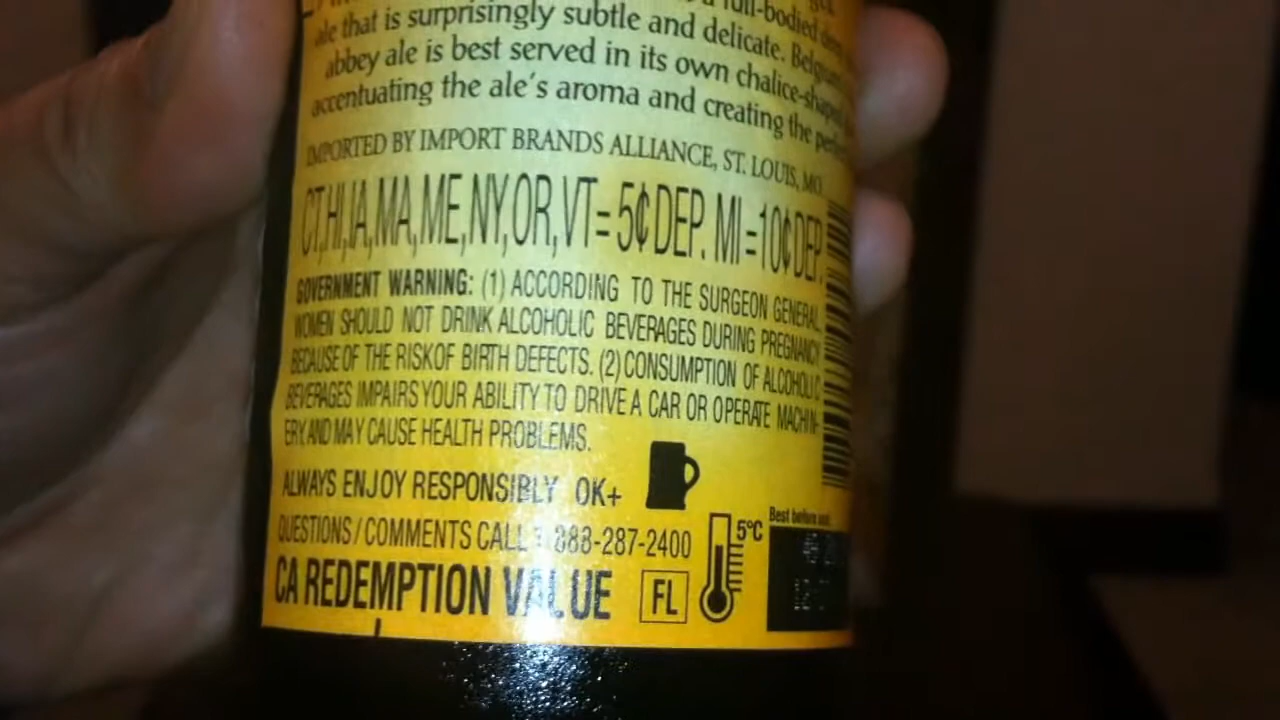 full-bodied
ale that is surprisingly subtle and delicate.
abbey ale is best served in its own
accentuating the ale's aroma and creating the
IMPORTED BY IMPORT BRANDS ALLIANCE, ST. LOUIS, MO
CT,HI,IA,MA,ME,NY,OR,VT= 5¢ DEP. MI=10¢ DEP.
GOVERNMENT WARNING: (1) ACCORDING TO THE SURGEON GENERAL,
WOMEN SHOULD NOT DRINK ALCOHOLIC BEVERAGES DURING PREGNANCY
BECAUSE OF THE RISK OF BIRTH DEFECTS. (2) CONSUMPTION OF ALCOHOLIC
BEVERAGES IMPAIRS YOUR ABILITY TO DRIVE A CAR OR OPERATE MACHIN-
ERY, AND MAY CAUSE HEALTH PROBLEMS.
ALWAYS ENJOY RESPONSIBLY OK+
QUESTIONS/COMMENTS CALL 1-888-287-2400
5°C
Best before end:
CA REDEMPTION VALUE FL